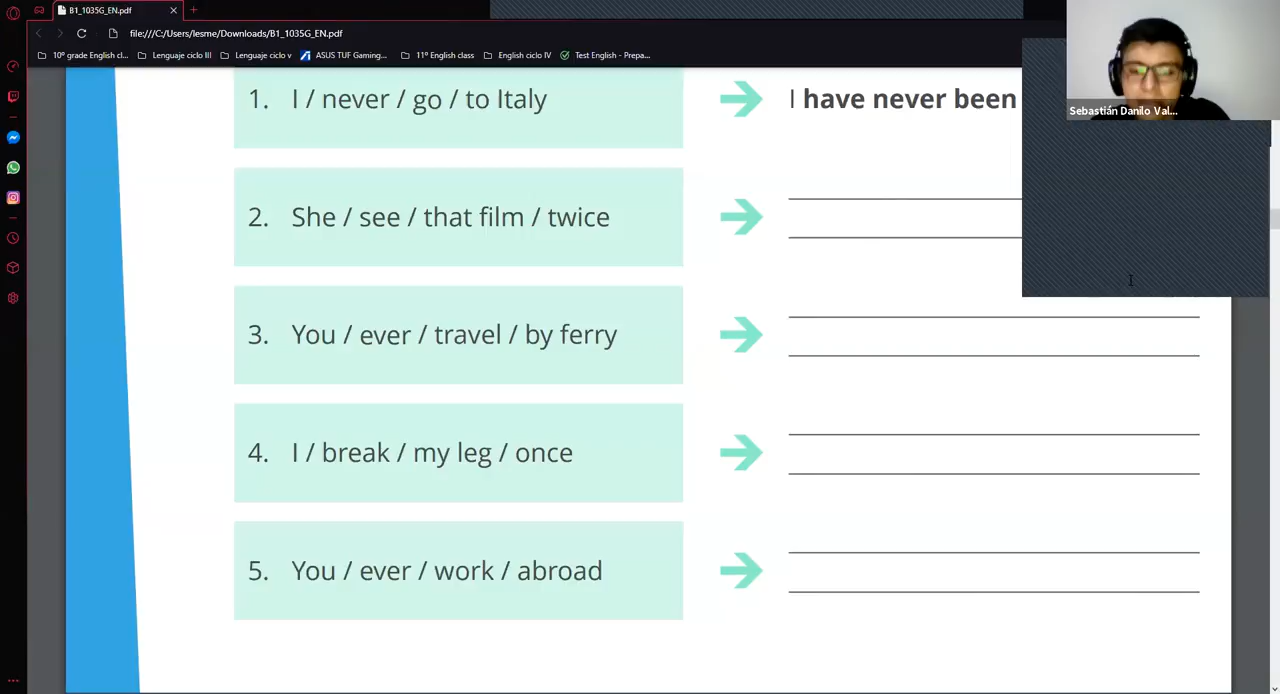 B1_1035G_EN.pdf
file:///C:/Users/lesme/Downloads/B1_1035G_EN.pdf
10º grade English cl... Lenguaje ciclo III Lenguaje ciclo v ASUS TUF Gaming... 11º English class English ciclo IV Test English - Prepa...
Sebastián Danilo Val...
1. I / never / go / to Italy
I have never been
2. She / see / that film / twice
3. You / ever / travel / by ferry
4. I / break / my leg / once
5. You / ever / work / abroad